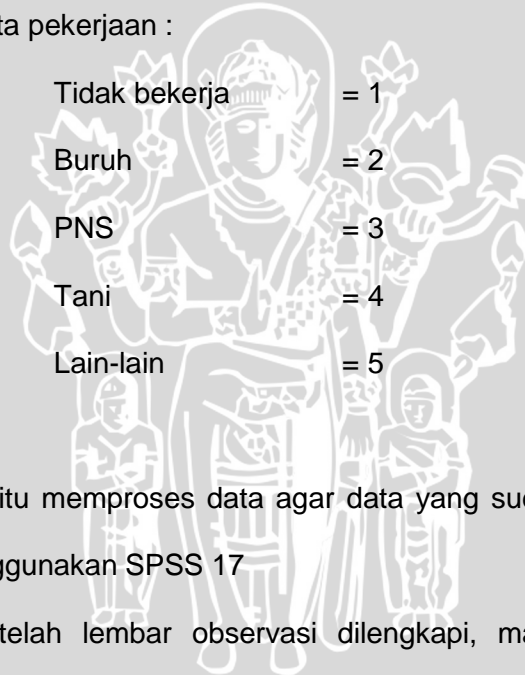 ta pekerjaan :
Tidak bekerja = 1
Buruh = 2
PNS = 3
Tani = 4
Lain-lain = 5
itu memproses data agar data yang
ggunakan SPSS 17
telah lembar observasi dilengkapi,